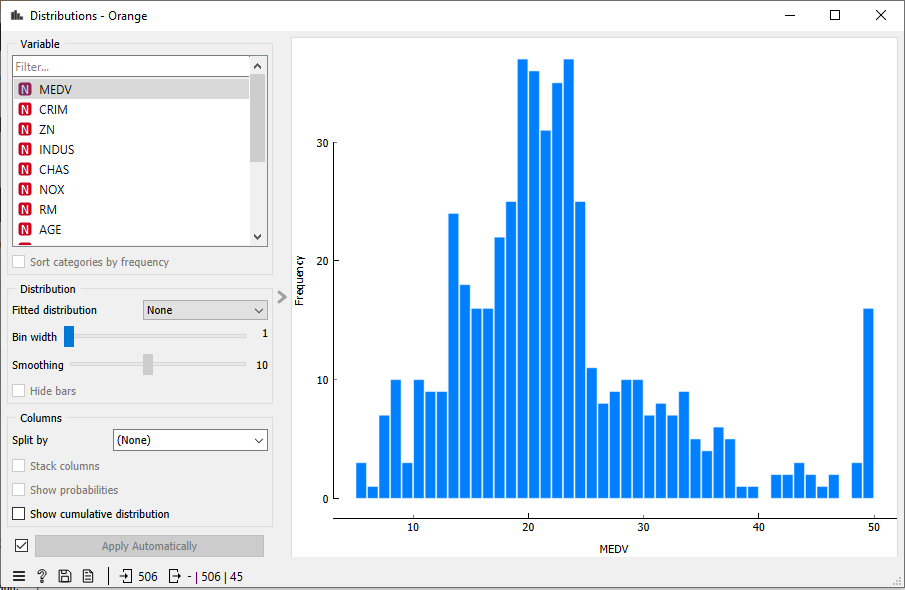 Distributions - Orange
Variable
Filter...
N MEDV
N CRIM
N ZN
N INDUS
N CHAS
N NOX
N RM
N AGE
Sort categories by frequency
Distribution
Fitted distribution None
Bin width 1
Smoothing 10
Hide bars
Columns
Split by (None)
Stack columns
Show probabilities
Show cumulative distribution
Apply Automatically
506 - | 506 | 45
Frequency
30
20
10
0
10 20 30 40 50
MEDV